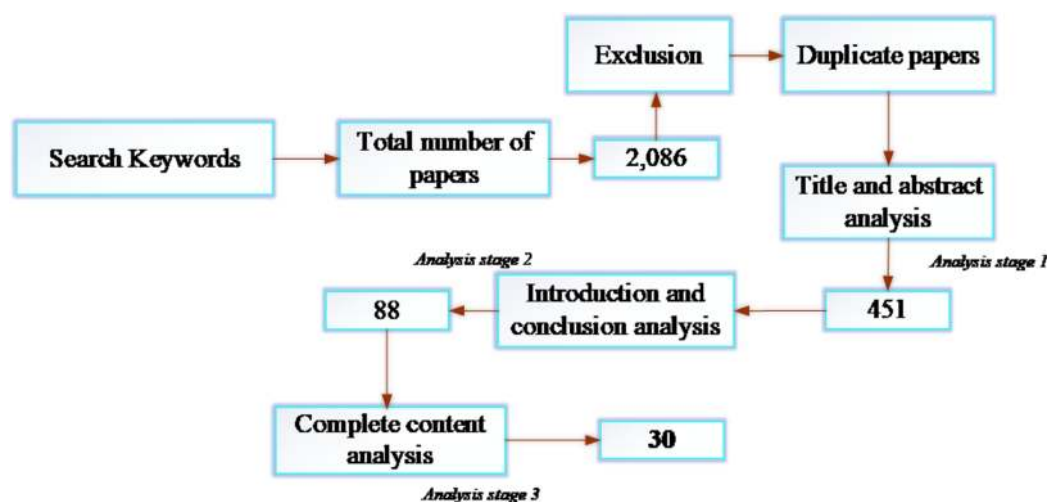 Search Keywords
Total number of
papers
2,086
Exclusion
Duplicate papers
Title and abstract
analysis
Analysis stage 1
451
Analysis stage 2
Introduction and
conclusion analysis
88
Complete content
analysis
Analysis stage 3
30